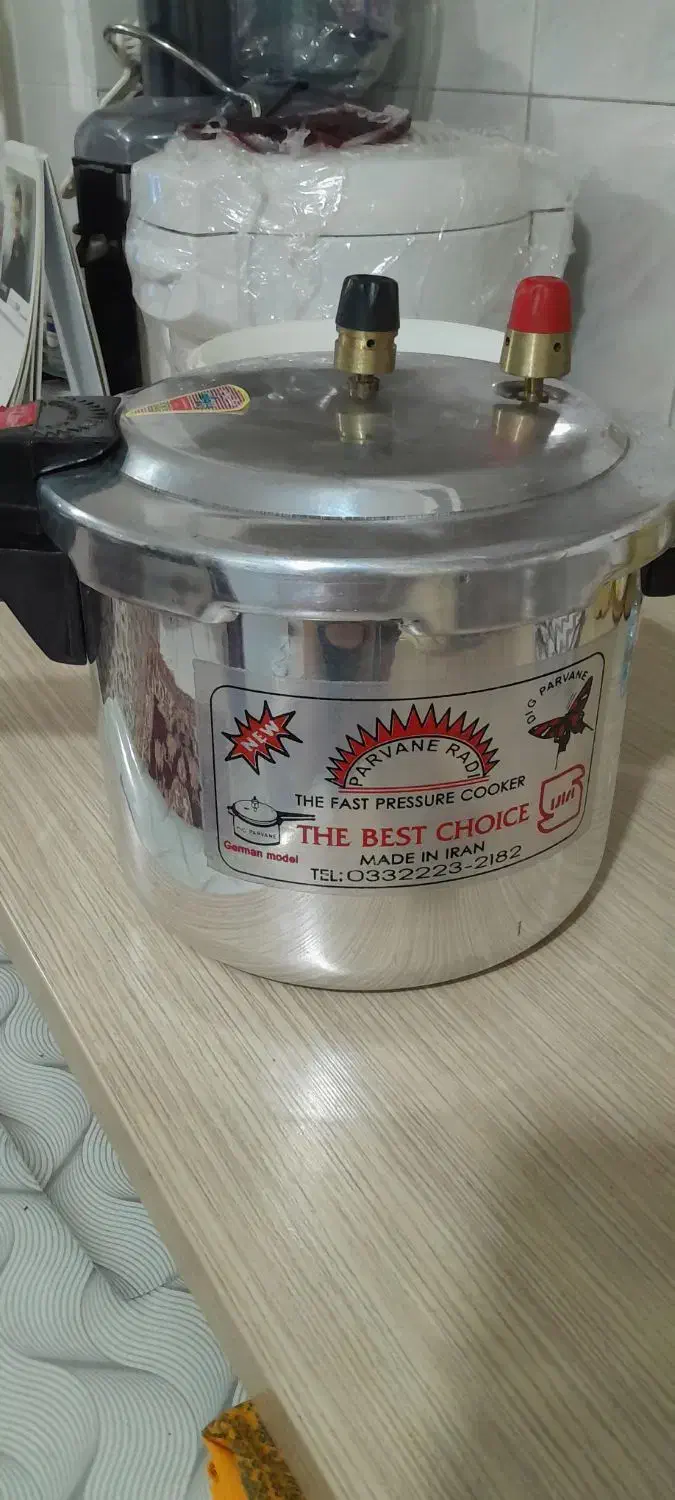 NEW
DIG PARVANE
PARVANE RADI
THE FAST PRESSURE COOKER
THE BEST CHOICE
German model
MADE IN IRAN
TEL: 0332223-2182